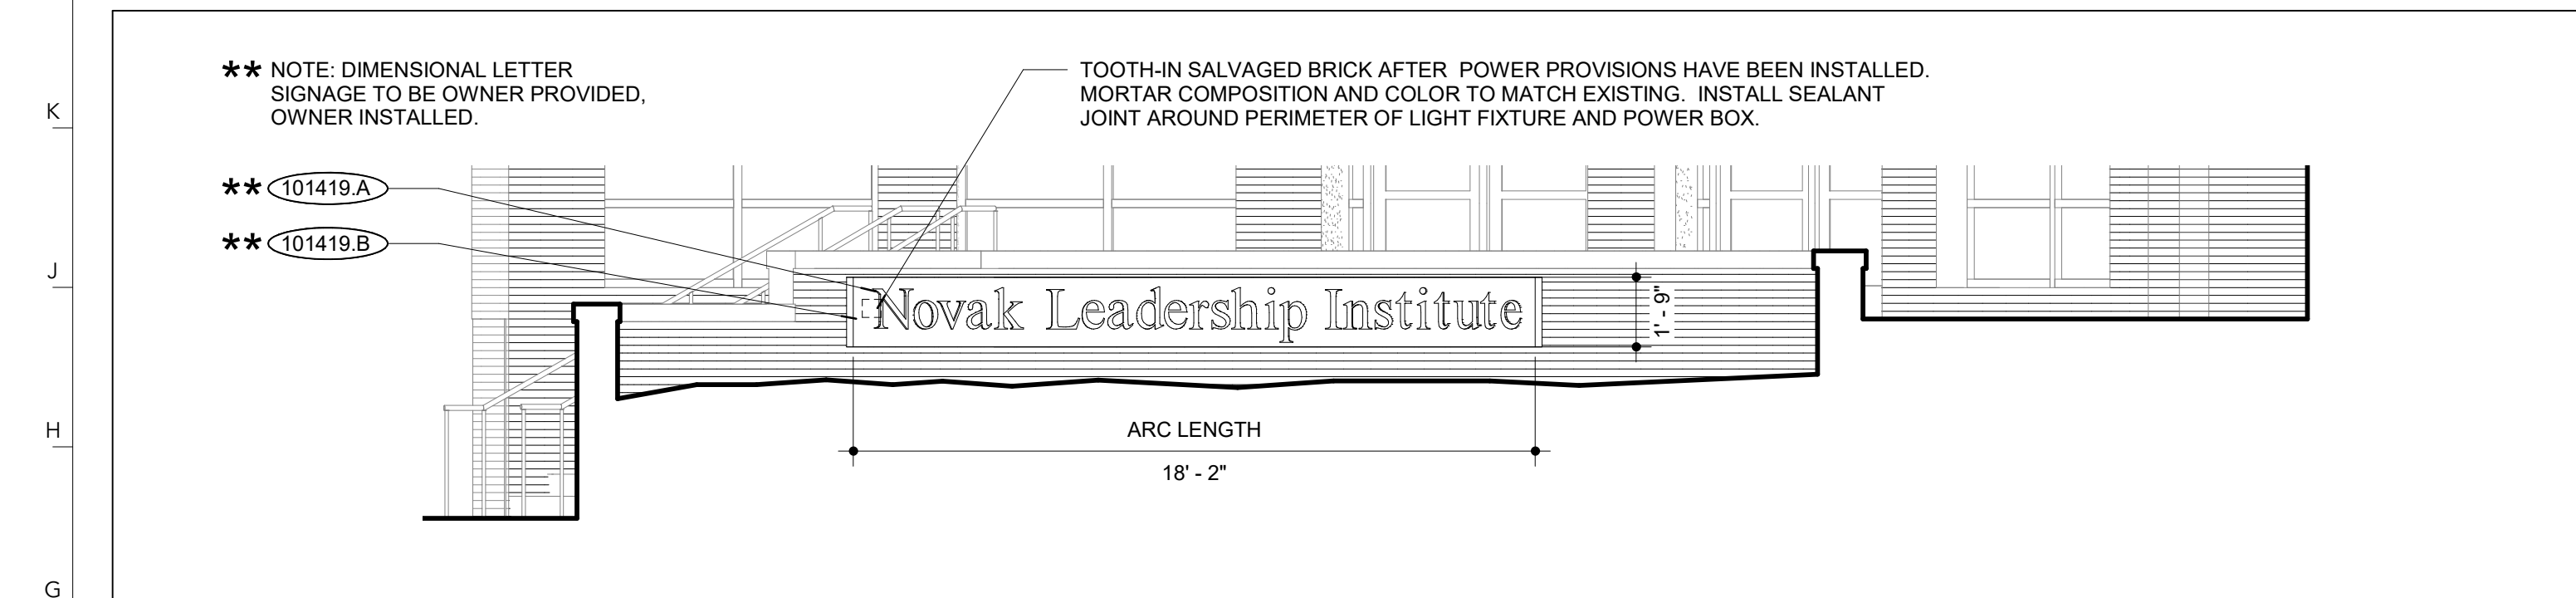 ** NOTE: DIMENSIONAL LETTER
SIGNAGE TO BE OWNER PROVIDED,
OWNER INSTALLED.
TOOTH-IN SALVAGED BRICK AFTER POWER PROVISIONS HAVE BEEN INSTALLED.
MORTAR COMPOSITION AND COLOR TO MATCH EXISTING. INSTALL SEALANT
JOINT AROUND PERIMETER OF LIGHT FIXTURE AND POWER BOX.
K
** 101419.A
** 101419.B
J
Novak Leadership Institute
1' - 9"
H
ARC LENGTH
18' - 2"
G